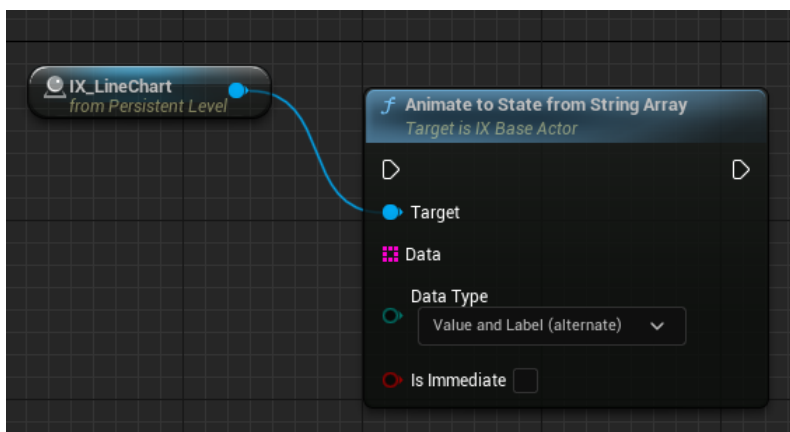 IX_LineChart
from Persistent Level
f Animate to State from String Array
Target is IX Base Actor
Target
Data
Data Type
Value and Label (alternate)
Is Immediate